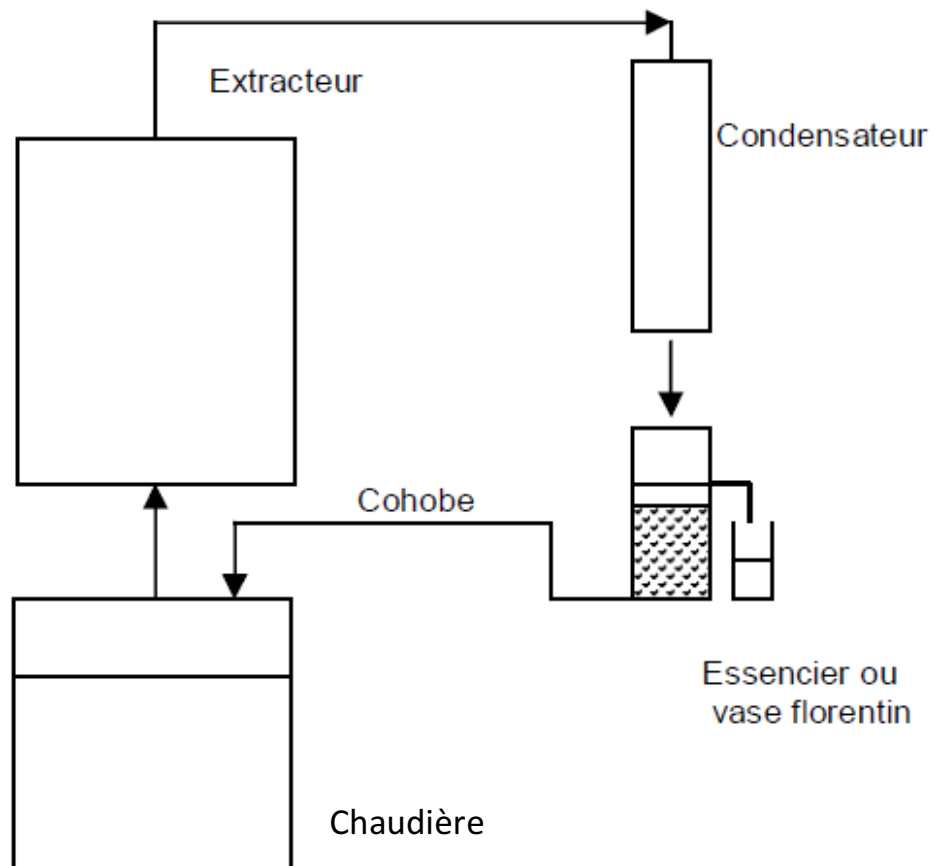 Extracteur
Condensateur
Cohobe
Essencier ou
vase florentin
Chaudière